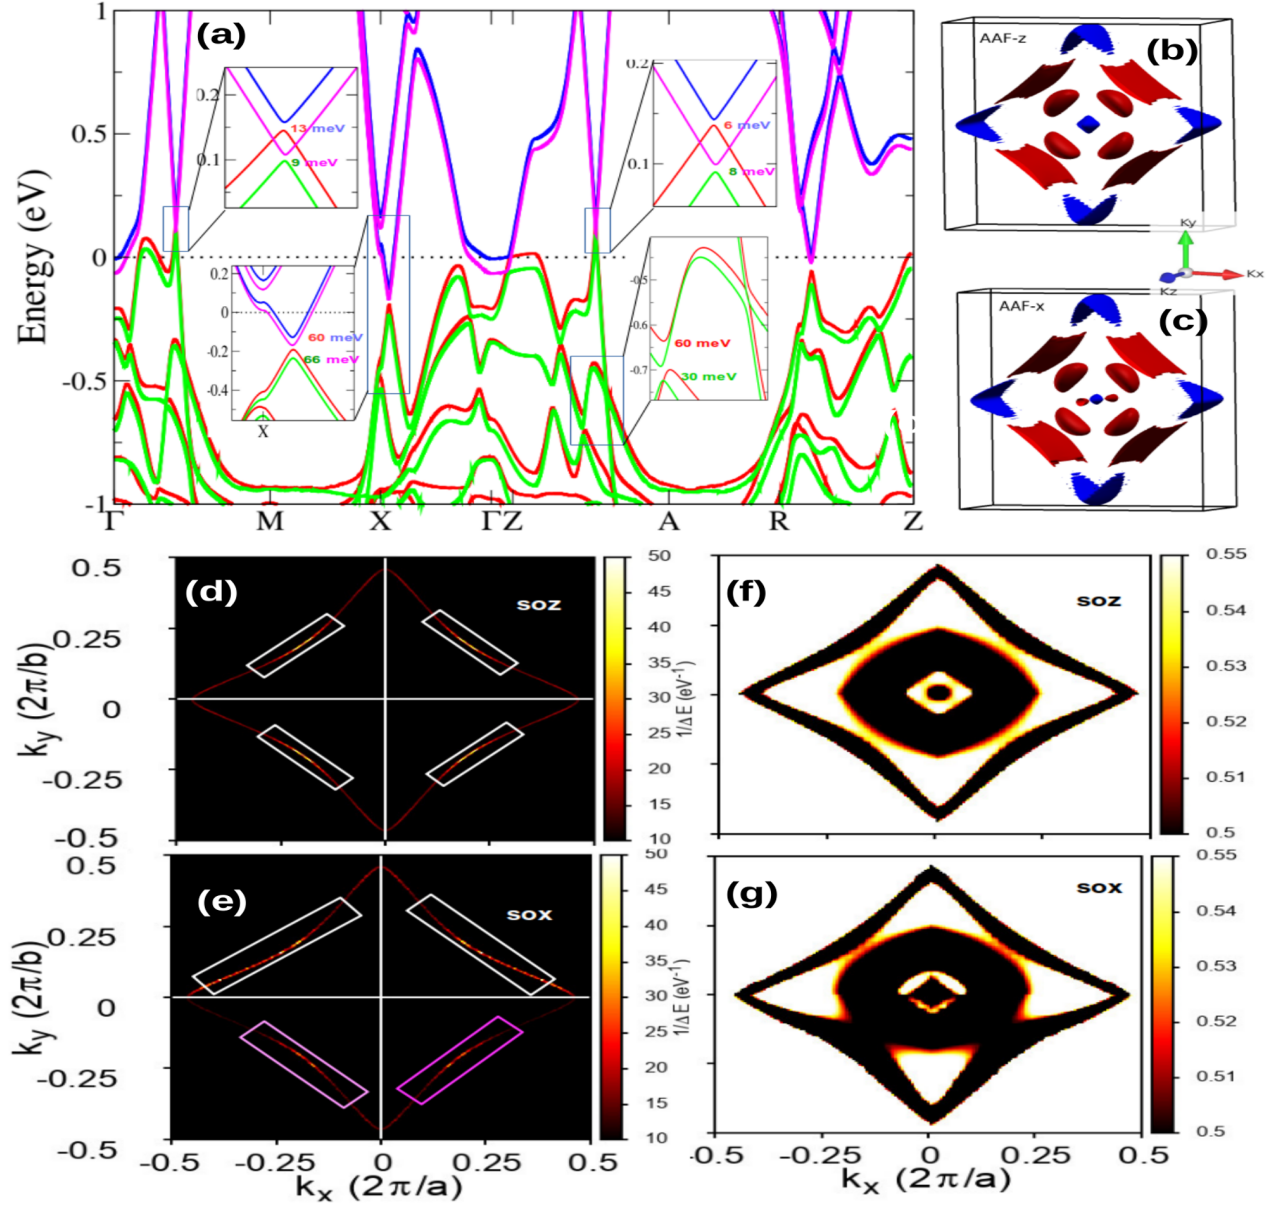 (a)
Energy (eV)
1
0.5
0
-0.5
-1
Γ
M
X
Γ
Z
A
R
Z
0.2
0.1
13 meV
9 meV
0.2
0.1
6 meV
8 meV
0.2
0
-0.2
-0.4
60 meV
66 meV
X
-0.5
-0.6
-0.7
60 meV
30 meV
AAF-z
(b)
Ky
Kx
Kz
AAF-x
(c)
(d)
soz
ky (2π/b)
0.5
0.25
0
-0.25
-0.5
50
45
40
35
30
25
20
15
10
1/ΔE (eV-1)
(f)
soz
0.55
0.54
0.53
0.52
0.51
0.5
(e)
sox
ky (2π/b)
0.5
0.25
0
-0.25
-0.5
-0.5
-0.25
0
0.25
0.5
kx (2π/a)
50
45
40
35
30
25
20
15
10
1/ΔE (eV-1)
(g)
sox
-0.5
-0.25
0
0.25
0.5
kx (2π/a)
0.55
0.54
0.53
0.52
0.51
0.5